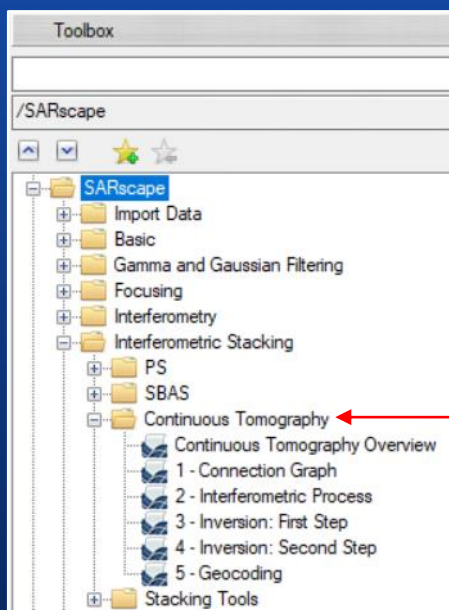 Toolbox
/SARscape
SARscape
Import Data
Basic
Gamma and Gaussian Filtering
Focusing
Interferometry
Interferometric Stacking
PS
SBAS
Continuous Tomography
Continuous Tomography Overview
1 - Connection Graph
2 - Interferometric Process
3 - Inversion: First Step
4 - Inversion: Second Step
5 - Geocoding
Stacking Tools